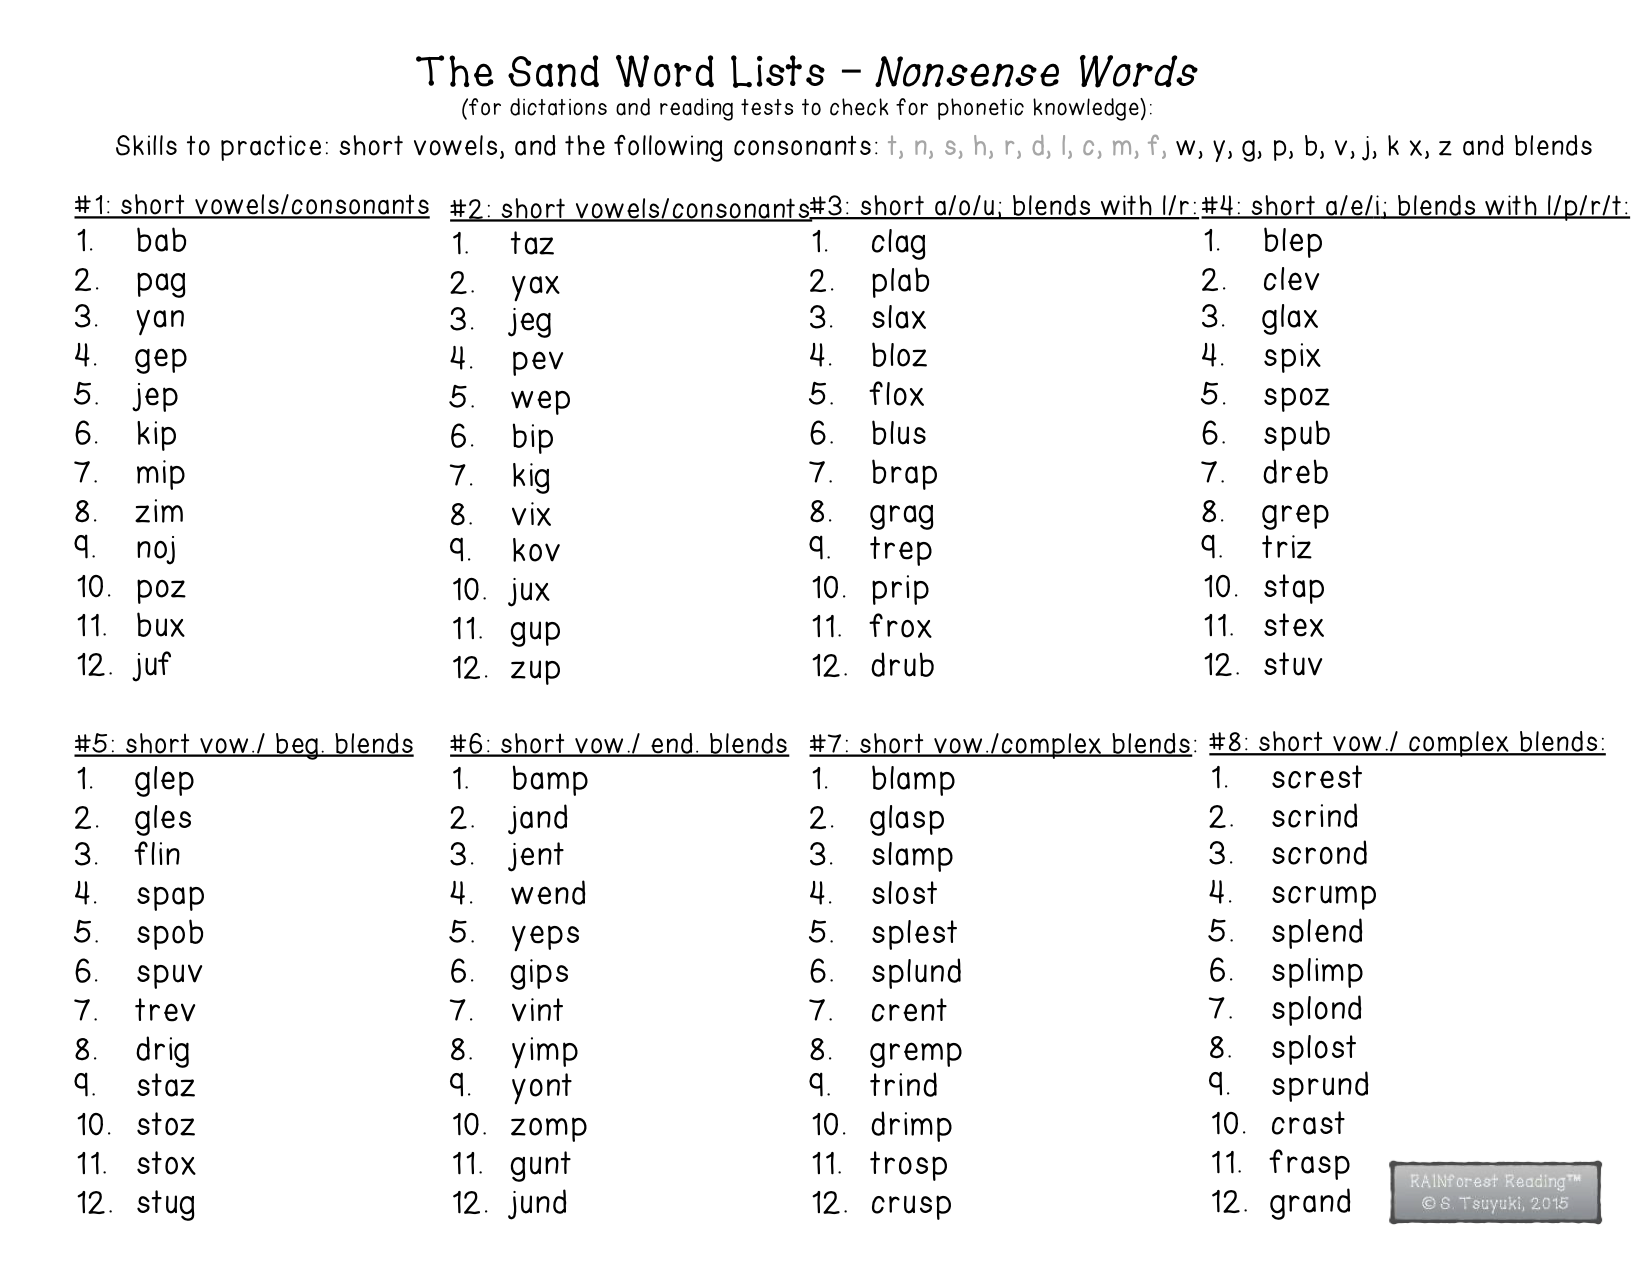 The Sand Word Lists – Nonsense Words
(for dictations and reading tests to check for phonetic knowledge):
Skills to practice: short vowels, and the following consonants: t, n, s, h, r, d, l, c, m, f, w, y, g, p, b, v, j, k x, z and blends
#1: short vowels/consonants
1. bab
2. pag
3. yan
4. gep
5. jep
6. kip
7. mip
8. zim
9. noj
10. poz
11. bux
12. juf
#2: short vowels/consonants
1. taz
2. yax
3. jeg
4. pev
5. wep
6. bip
7. kig
8. vix
9. kov
10. jux
11. gup
12. zup
#3: short a/o/u; blends with l/r:
1. clag
2. plab
3. slax
4. bloz
5. flox
6. blus
7. brap
8. grag
9. trep
10. prip
11. frox
12. drub
#4: short a/e/i; blends with l/p/r/t:
1. blep
2. clev
3. glax
4. spix
5. spoz
6. spub
7. dreb
8. grep
9. triz
10. stap
11. stex
12. stuv
#5: short vow./ beg. blends
1. glep
2. gles
3. flin
4. spap
5. spob
6. spuv
7. trev
8. drig
9. staz
10. stoz
11. stox
12. stug
#6: short vow./ end. blends
1. bamp
2. jand
3. jent
4. wend
5. yeps
6. gips
7. vint
8. yimp
9. yont
10. zomp
11. gunt
12. jund
#7: short vow./complex blends:
1. blamp
2. glasp
3. slamp
4. slost
5. splest
6. splund
7. crent
8. gremp
9. trind
10. drimp
11. trosp
12. crusp
#8: short vow./ complex blends:
1. screst
2. scrind
3. scrond
4. scrump
5. splend
6. splimp
7. splond
8. splost
9. sprund
10. crast
11. frasp
12. grand
RAINforest Reading™
© S. Tsuyuki, 2015